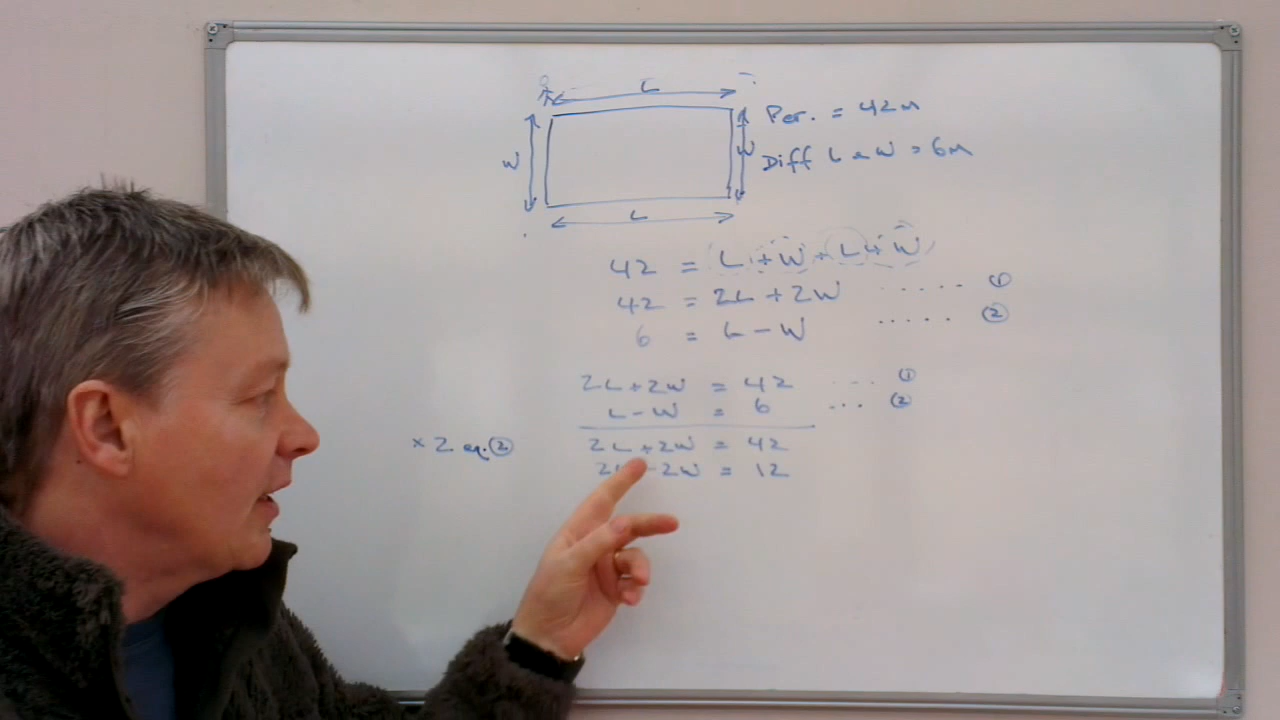 L
W
W
L
Per. = 42m
Diff L & W = 6m
42 = L + W + L + W
42 = 2L + 2W ...... ①
6 = L - W ..... ②
2L + 2W = 42 ... ①
L - W = 6 ... ②
× 2 eq. ② 2L + 2W = 42
2L - 2W = 12